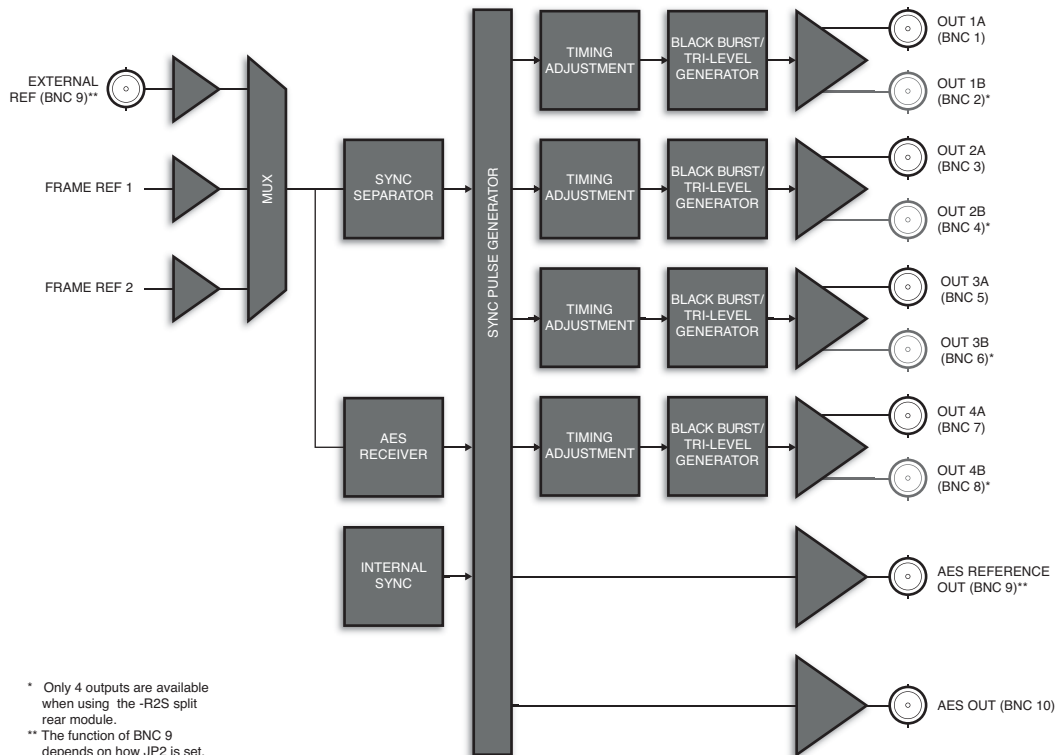 EXTERNAL
REF (BNC 9)**
FRAME REF 1
FRAME REF 2
MUX
SYNC
SEPARATOR
AES
RECEIVER
INTERNAL
SYNC
SYNC PULSE GENERATOR
TIMING
ADJUSTMENT
BLACK BURST/
TRI-LEVEL
GENERATOR
OUT 1A
(BNC 1)
OUT 1B
(BNC 2)*
TIMING
ADJUSTMENT
BLACK BURST/
TRI-LEVEL
GENERATOR
OUT 2A
(BNC 3)
OUT 2B
(BNC 4)*
TIMING
ADJUSTMENT
BLACK BURST/
TRI-LEVEL
GENERATOR
OUT 3A
(BNC 5)
OUT 3B
(BNC 6)*
TIMING
ADJUSTMENT
BLACK BURST/
TRI-LEVEL
GENERATOR
OUT 4A
(BNC 7)
OUT 4B
(BNC 8)*
AES REFERENCE
OUT (BNC 9)**
AES OUT (BNC 10)
* Only 4 outputs are available
when using the -R2S split
rear module.
** The function of BNC 9
depends on how JP2 is set.